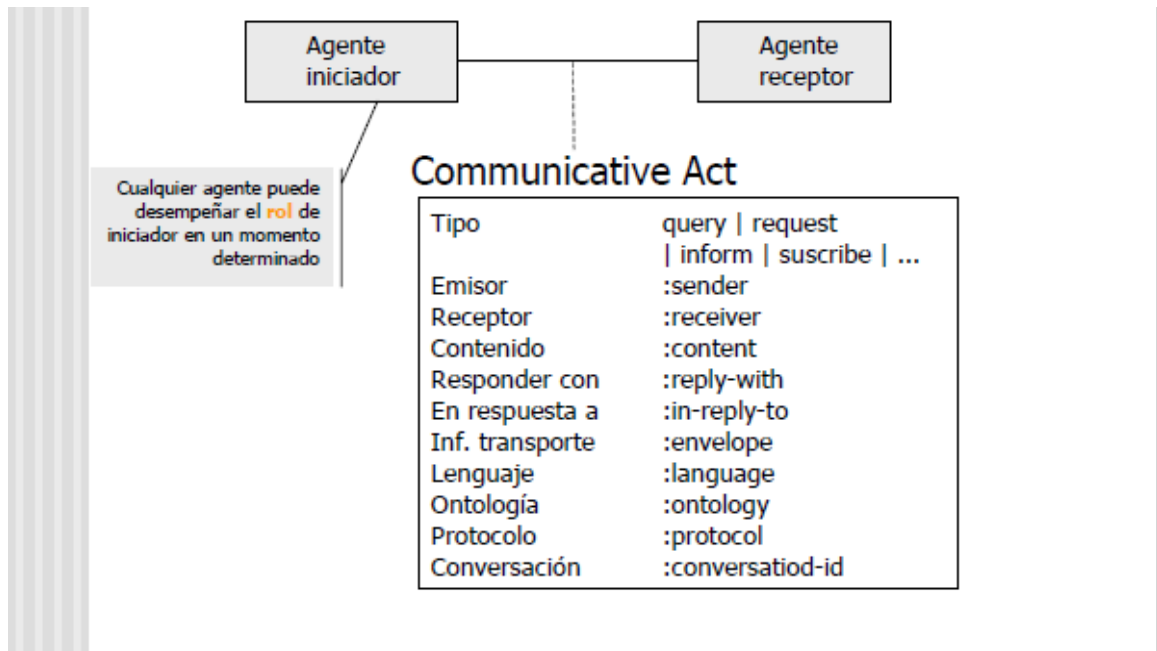 Agente
iniciador
Agente
receptor
Cualquier agente puede
desempeñar el rol de
iniciador en un momento
determinado
Communicative Act
Tipo query | request
| inform | suscribe | ...
Emisor :sender
Receptor :receiver
Contenido :content
Responder con :reply-with
En respuesta a :in-reply-to
Inf. transporte :envelope
Lenguaje :language
Ontología :ontology
Protocolo :protocol
Conversación :conversatiod-id